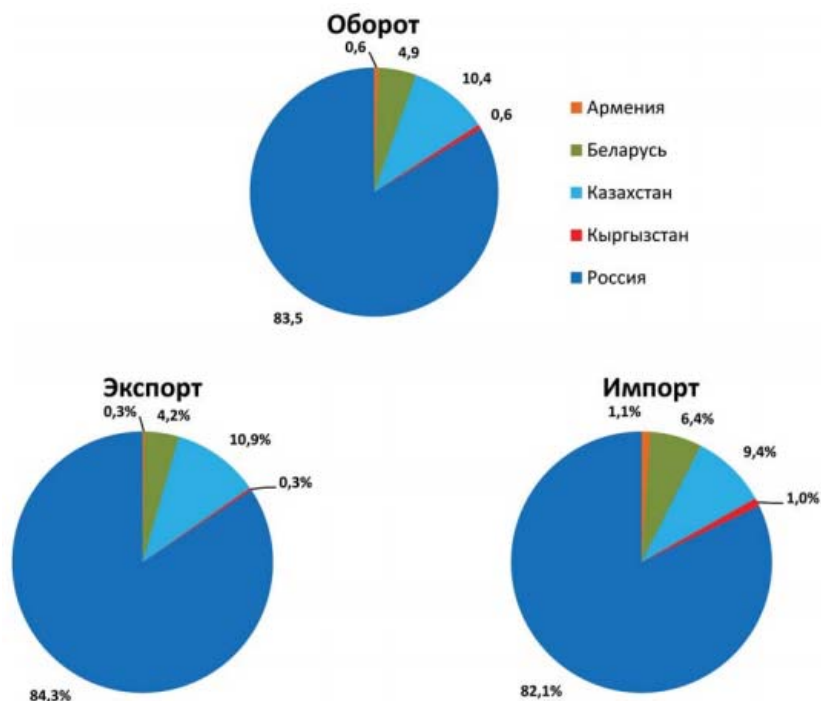 Оборот
0,6
4,9
10,4
0,6
83,5
Армения
Беларусь
Казахстан
Кыргызстан
Россия
Экспорт
0,3%
4,2%
10,9%
0,3%
84,3%
Импорт
1,1%
6,4%
9,4%
1,0%
82,1%